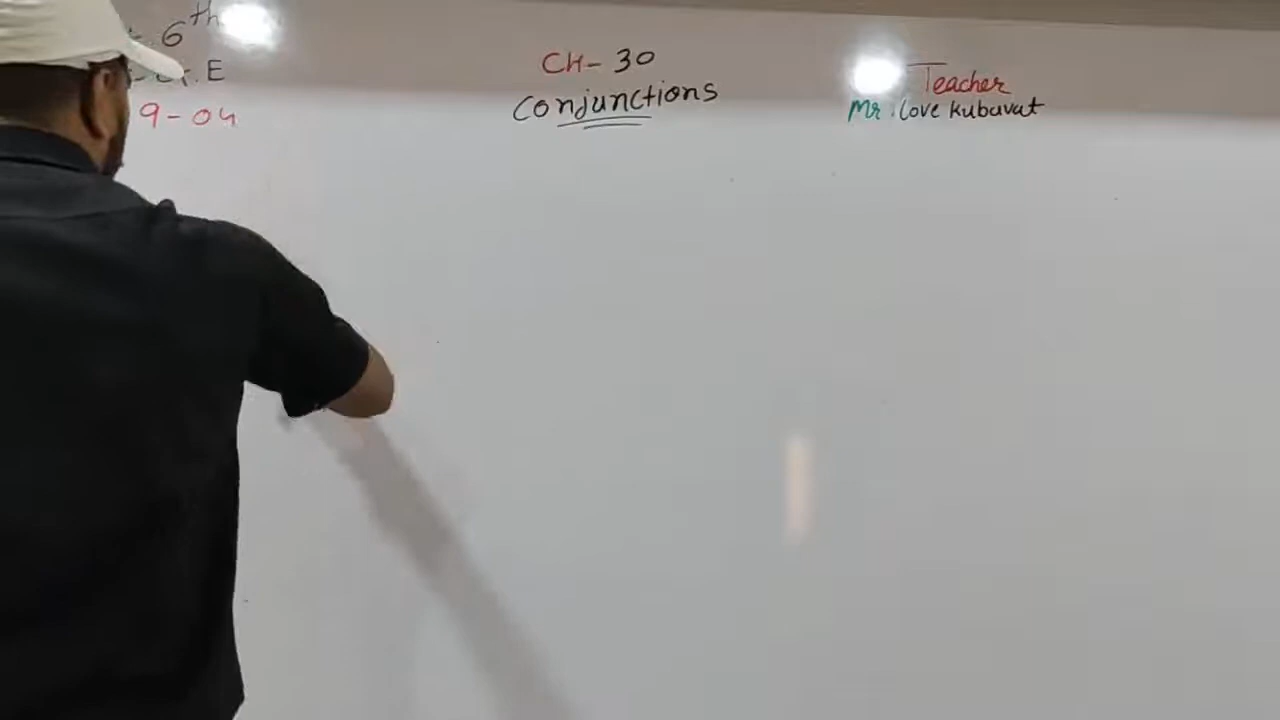 6th
E
9-04
CH- 30
Conjunctions
Teacher
Mr. Love Kubavat